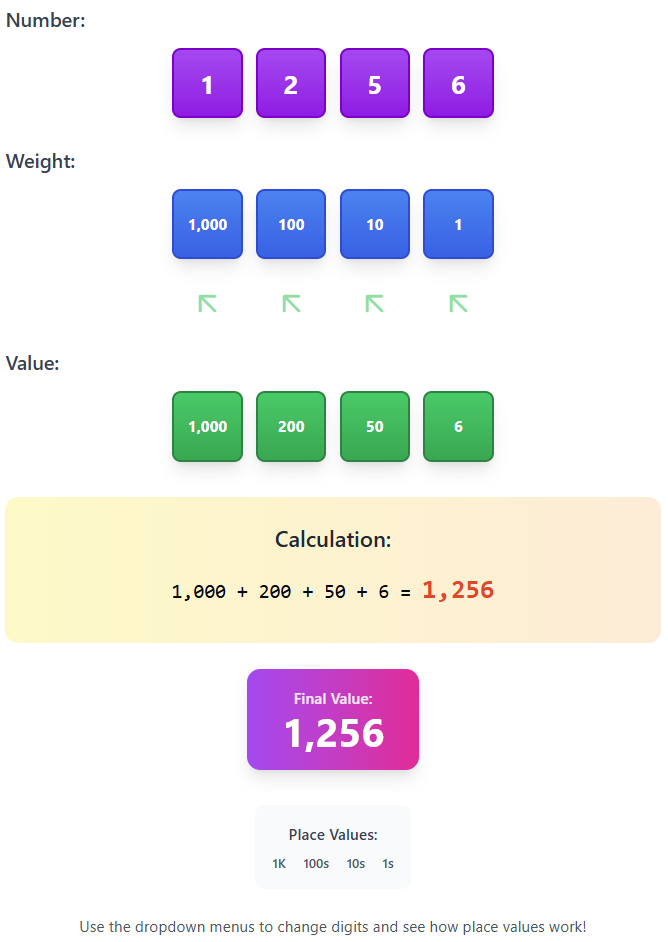 Number:
1 2 5 6
Weight:
1,000 100 10 1
Value:
1,000 200 50 6
Calculation:
1,000 + 200 + 50 + 6 = 1,256
Final Value:
1,256
Place Values:
1K 100s 10s 1s
Use the dropdown menus to change digits and see how place values work!